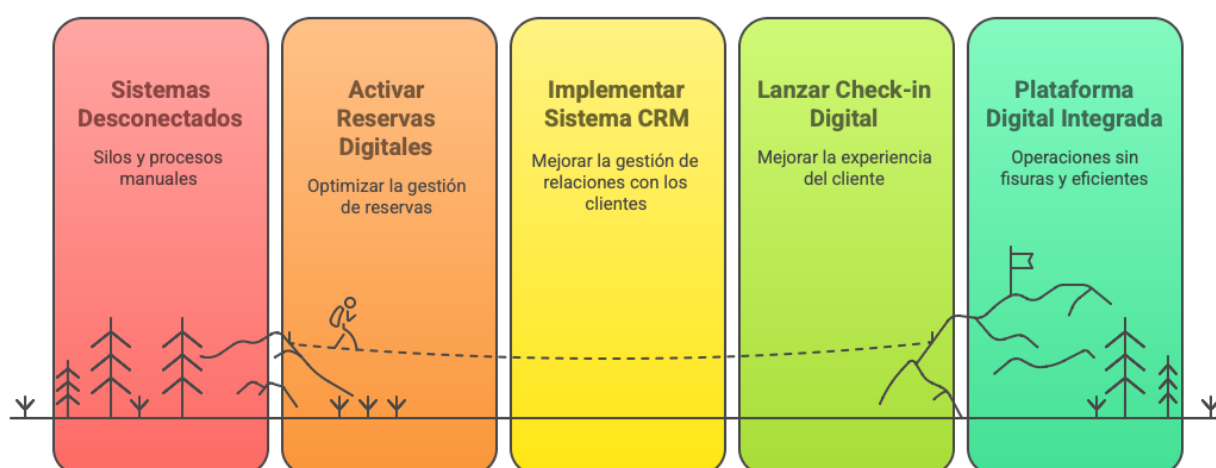 Sistemas
Desconectados
Silos y procesos
manuales
Activar
Reservas
Digitales
Optimizar la gestión
de reservas
Implementar
Sistema CRM
Mejorar la gestión de
relaciones con los
clientes
Lanzar Check-in
Digital
Mejorar la experiencia
del cliente
Plataforma
Digital Integrada
Operaciones sin
fisuras y eficientes